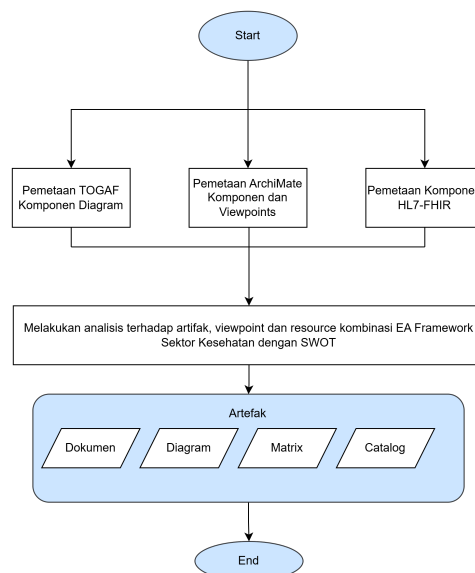 Start
Pemetaan TOGAF
Komponen Diagram
Pemetaan ArchiMate
Komponen dan
Viewpoints
Pemetaan Kompone
HL7-FHIR
Melakukan analisis terhadap artifak, viewpoint dan resource kombinasi EA Framework
Sektor Kesehatan dengan SWOT
Artefak
Dokumen
Diagram
Matrix
Catalog
End